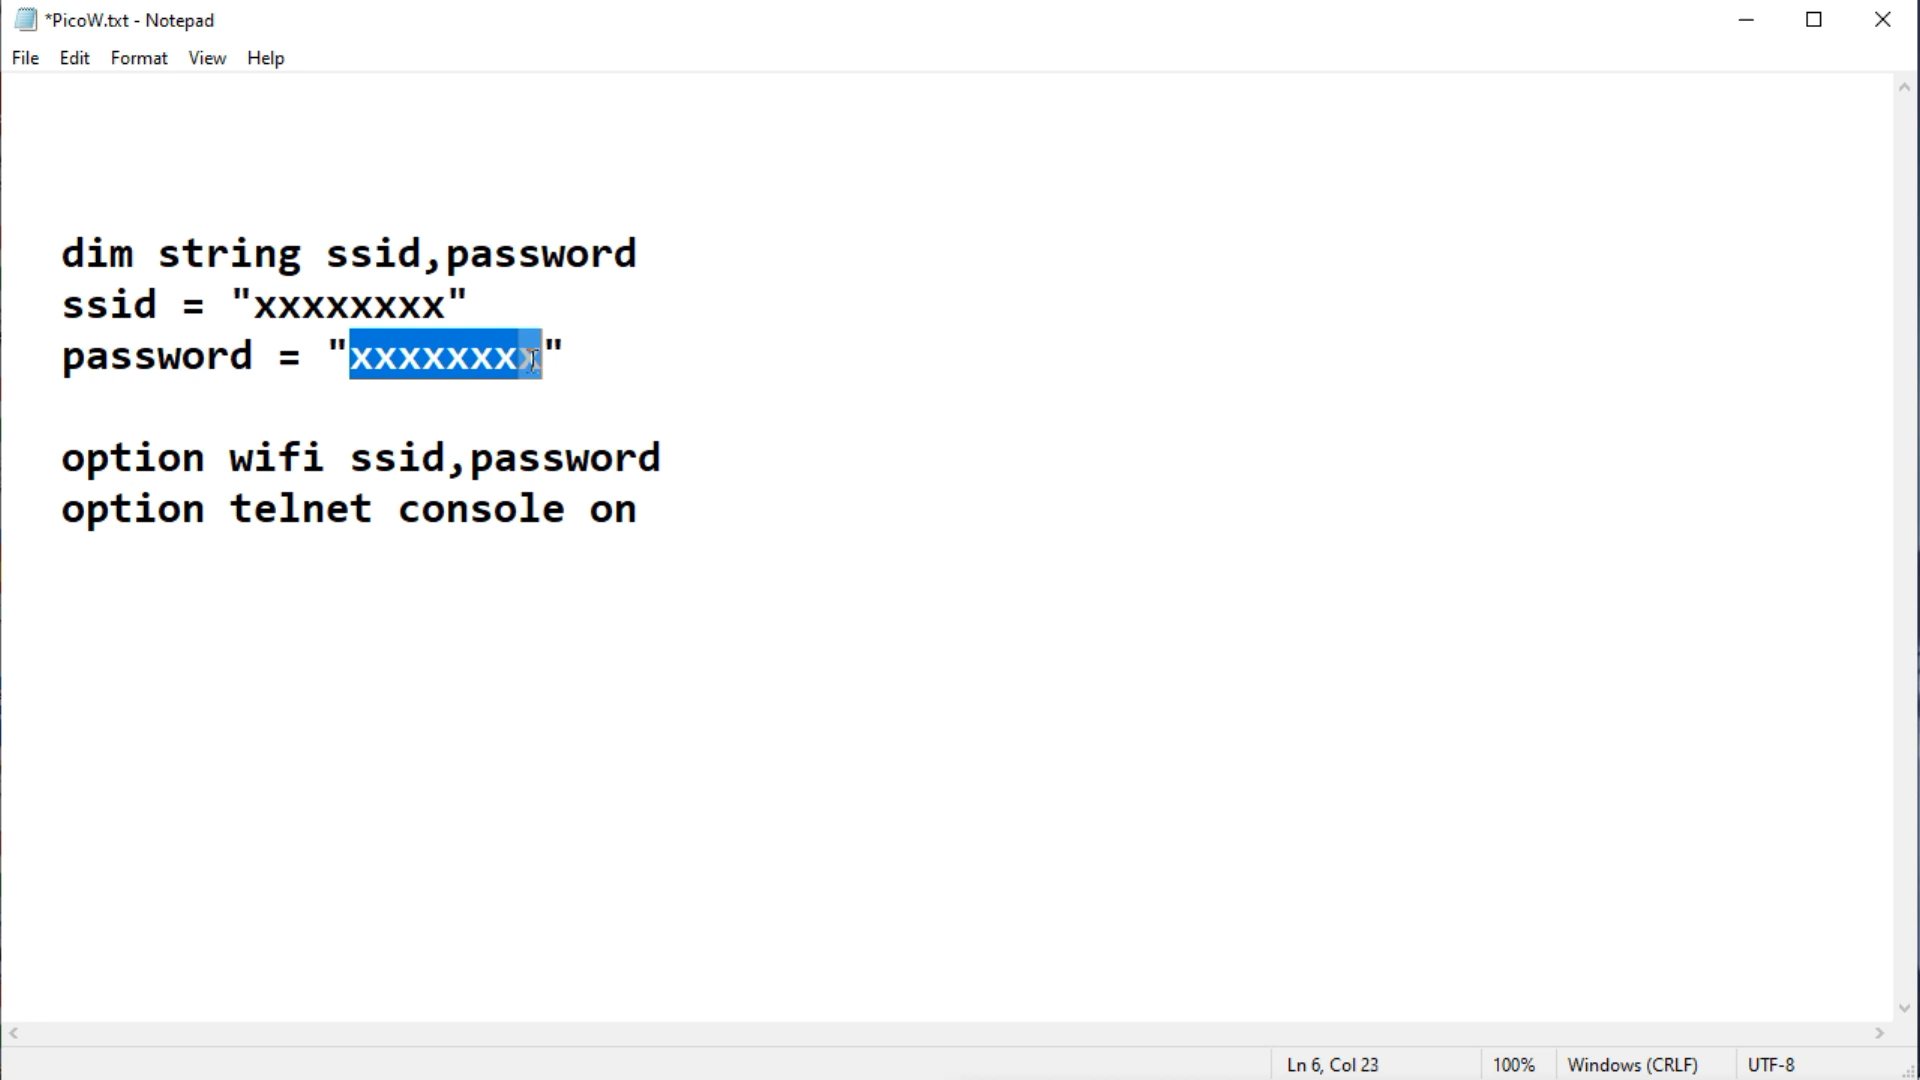 *PicoW.txt - Notepad
File Edit Format View Help
dim string ssid,password
ssid = "xxxxxxxx"
password = "xxxxxxxx"
option wifi ssid,password
option telnet console on
Ln 6, Col 23 100% Windows (CRLF) UTF-8